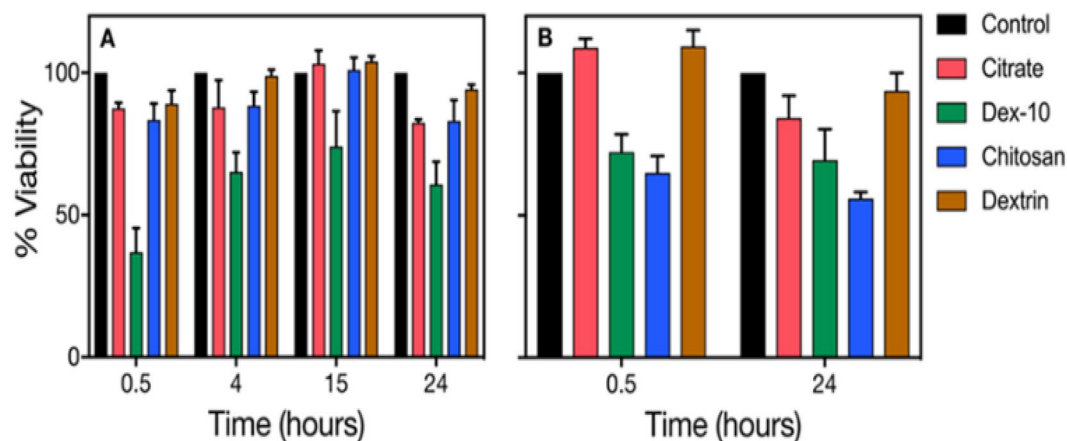 A
B
% Viability
100
50
0
0.5 4 15 24
Time (hours)
0.5 24
Time (hours)
Control
Citrate
Dex-10
Chitosan
Dextrin